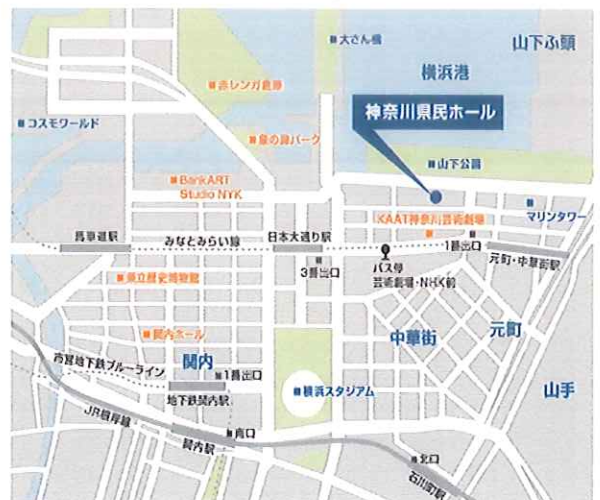 大さん橋
山下ふ頭
横浜港
赤レンガ倉庫
神奈川県民ホール
コスモワールド
象の鼻パーク
山下公園
BankART
Studio NYK
マリンタワー
KAAT神奈川芸術劇場
馬車道駅
みなとみらい線
日本大通り駅
1番出口
元町・中華街駅
3番出口
バス停
芸術劇場・NHK前
県立歴史博物館
関内ホール
中華街
元町
関内
市営地下鉄ブルーライン
1番出口
地下鉄関内駅
横浜スタジアム
山手
JR根岸線
南口
関内駅
北口
石川町駅